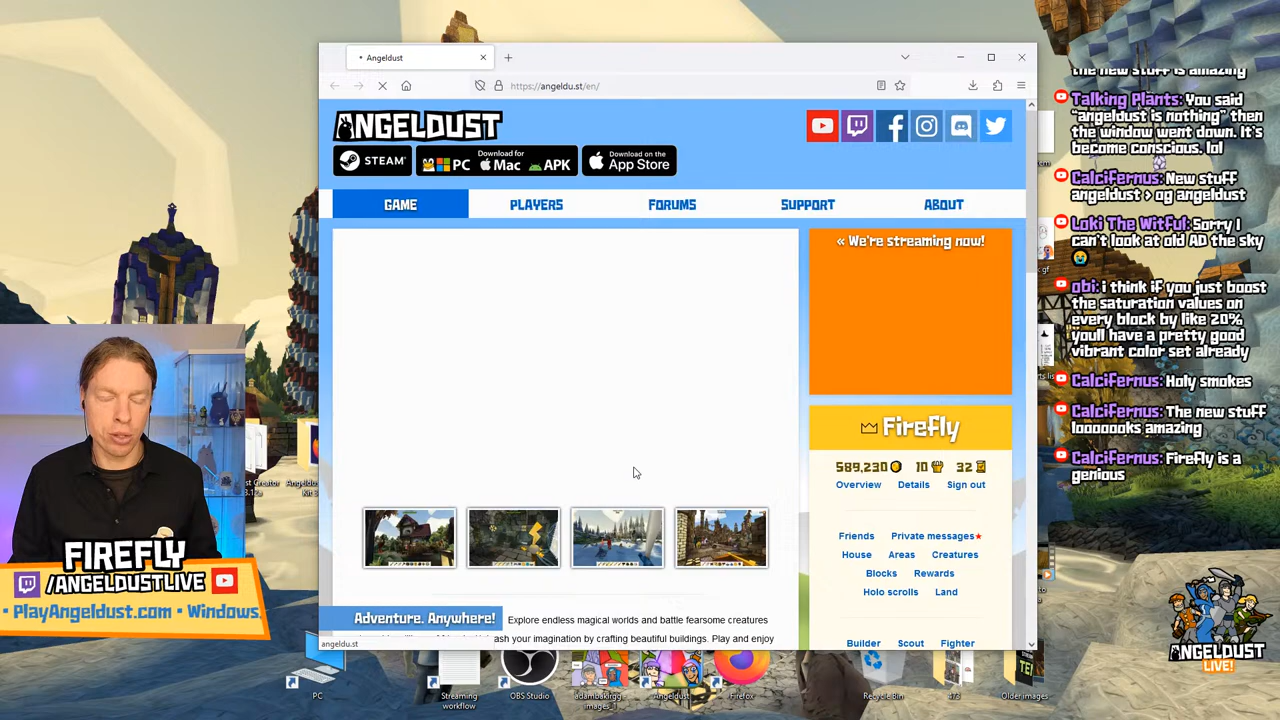 Angeldust
https://angeldu.st/en/
ANGELDUST
STEAM
PC
Download for
Mac
APK
Download on the
App Store
GAME
PLAYERS
FORUMS
SUPPORT
ABOUT
« We're streaming now!
Firefly
589,230
10
32
Overview
Details
Sign out
Friends
Private messages★
House
Areas
Creatures
Blocks
Rewards
Holo scrolls
Land
Builder
Scout
Fighter
Adventure. Anywhere!
Explore endless magical worlds and battle fearsome creatures
ash your imagination by crafting beautiful buildings. Play and enjoy
angeldu.st
the new stuff is amazing
Talking Plants: You said
"angeldust is nothing" then
the window went down. it's
become conscious. lol
Calcifernus: New stuff
angeldust > og angeldust
Loki The Witful: Sorry I
can't look at old AD the sky
😭
obi: i think if you just boost
the saturation values on
every block by like 20%
youll have a pretty good
vibrant color set already
Calcifernus: Holy smokes
Calcifernus: The new stuff
looooooks amazing
Calcifernus: Firefly is a
genious
FIREFLY
/ANGELDUSTLIVE
• PlayAngeldust.com • Windows,
ANGELDUST
LIVE!
PC
Streaming
workflow
OBS Studio
adambakirgg -
images_1
Angeldust
Firefox
Recycle Bin
Older images